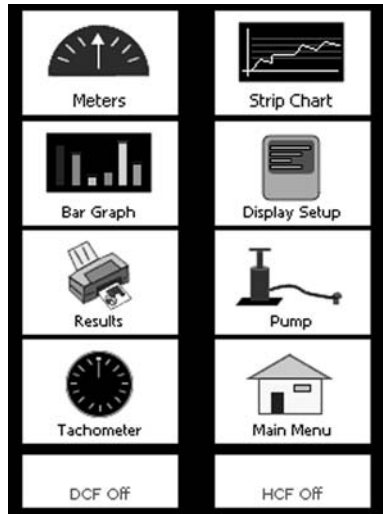 Meters
Strip Chart
Bar Graph
Display Setup
Results
Pump
Tachometer
Main Menu
DCF Off
HCF Off